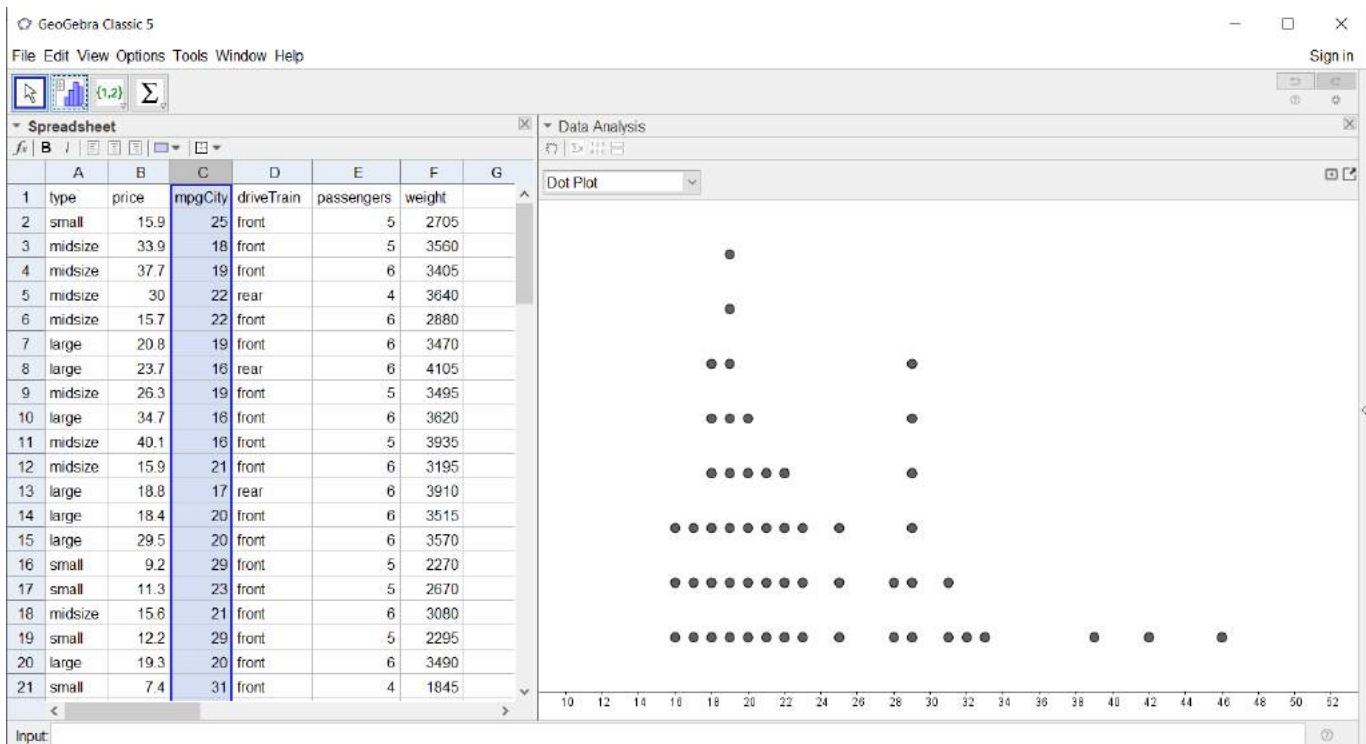 GeoGebra Classic 5
File Edit View Options Tools Window Help
Sign in
{1,2} Σ
Spreadsheet
Data Analysis
fx B I
Σx
A B C D E F G
Dot Plot
1 type price mpgCity driveTrain passengers weight
2 small 15.9 25 front 5 2705
3 midsize 33.9 18 front 5 3560
4 midsize 37.7 19 front 6 3405
5 midsize 30 22 rear 4 3640
6 midsize 15.7 22 front 6 2880
7 large 20.8 19 front 6 3470
8 large 23.7 16 rear 6 4105
9 midsize 26.3 19 front 5 3495
10 large 34.7 16 front 6 3620
11 midsize 40.1 16 front 5 3935
12 midsize 15.9 21 front 6 3195
13 large 18.8 17 rear 6 3910
14 large 18.4 20 front 6 3515
15 large 29.5 20 front 6 3570
16 small 9.2 29 front 5 2270
17 small 11.3 23 front 5 2670
18 midsize 15.6 21 front 6 3080
19 small 12.2 29 front 5 2295
20 large 19.3 20 front 6 3490
21 small 7.4 31 front 4 1845
10 12 14 16 18 20 22 24 26 28 30 32 34 36 38 40 42 44 46 48 50 52
Input: